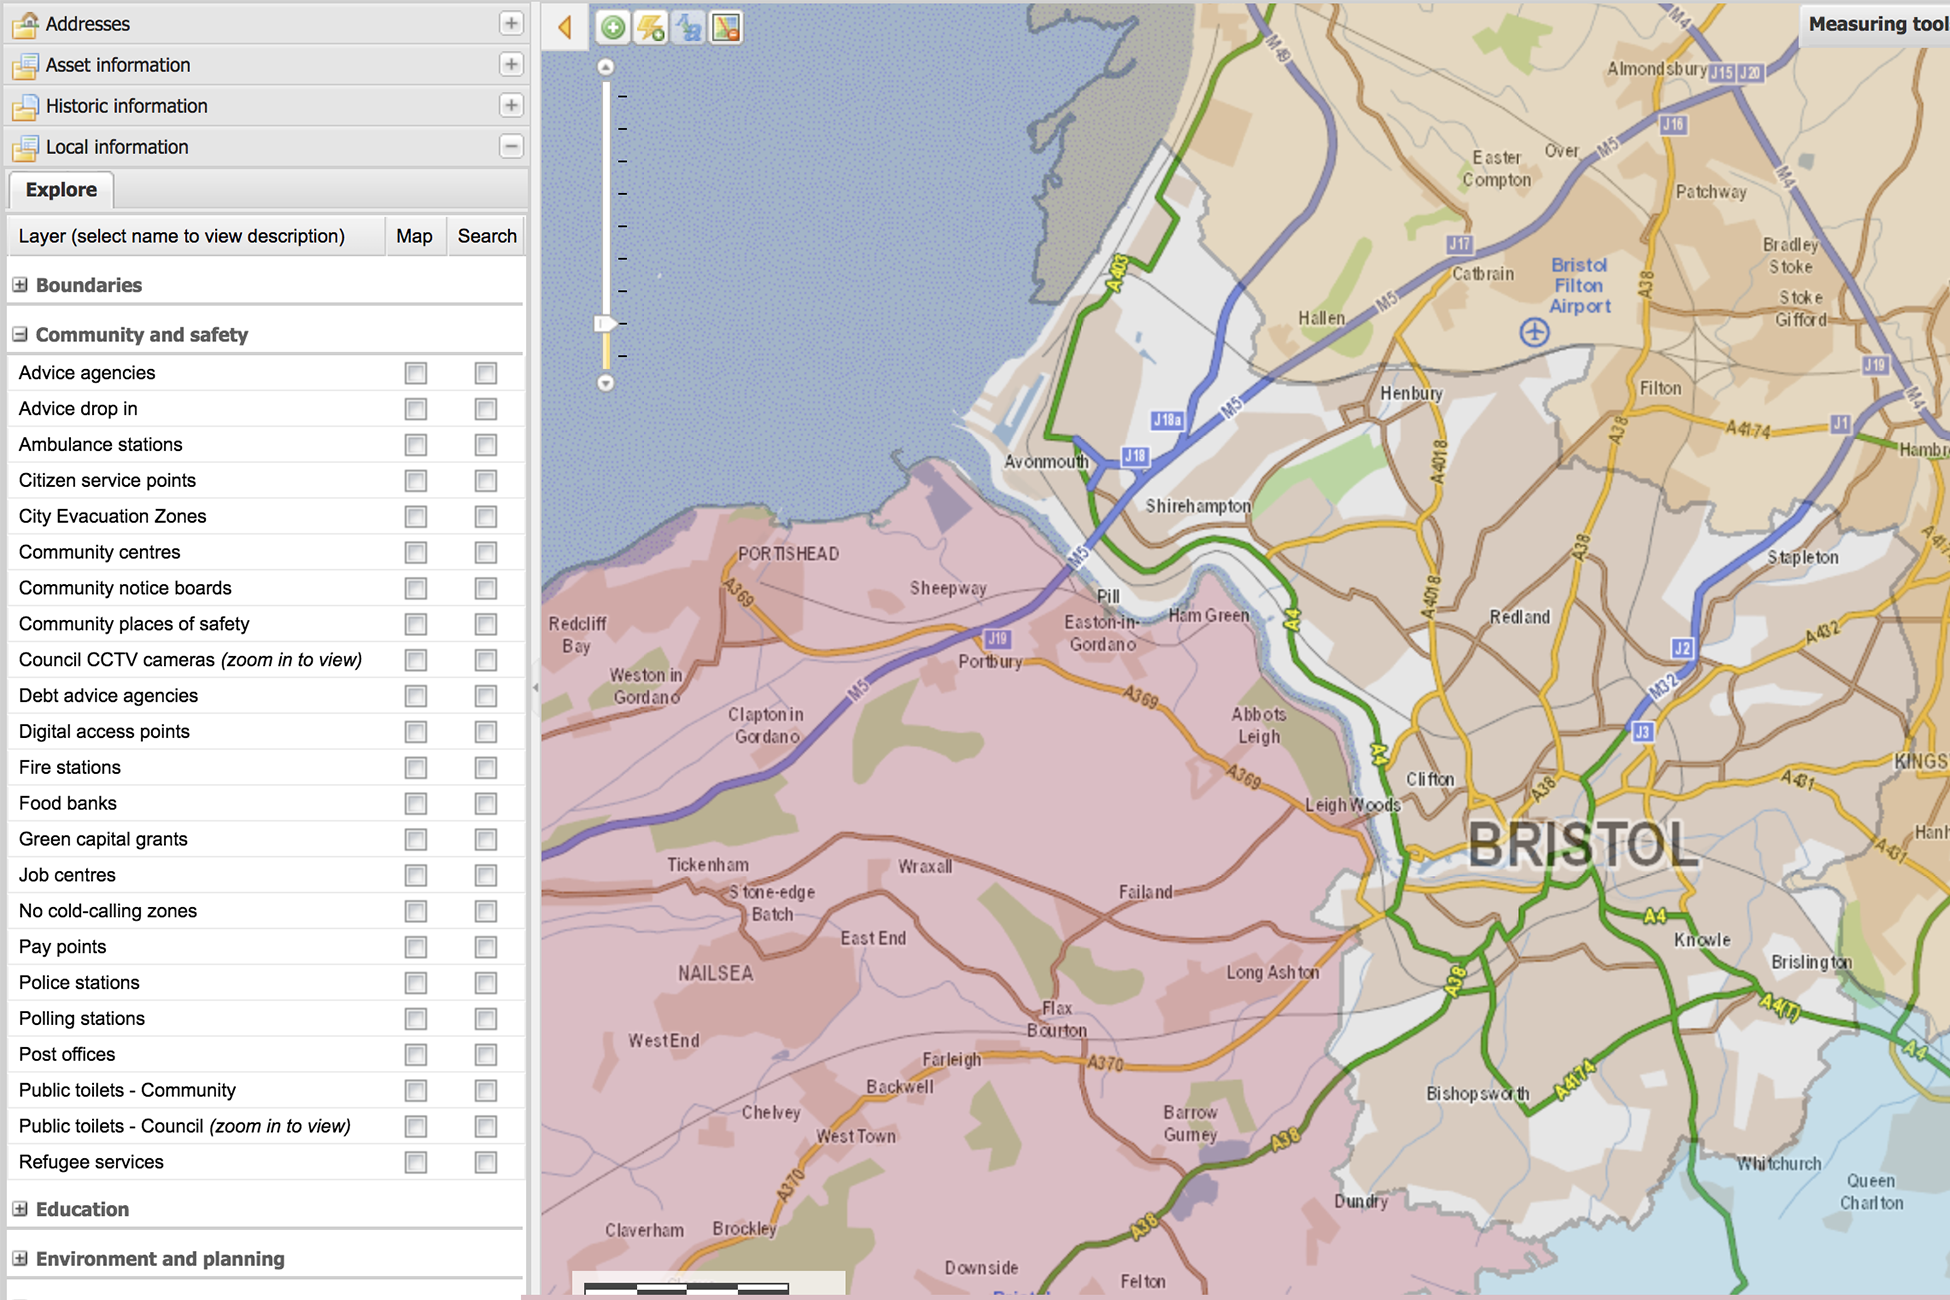 Addresses
Asset information
Historic information
Local information
Explore
Layer (select name to view description) Map Search
Boundaries
Community and safety
Advice agencies
Advice drop in
Ambulance stations
Citizen service points
City Evacuation Zones
Community centres
Community notice boards
Community places of safety
Council CCTV cameras (zoom in to view)
Debt advice agencies
Digital access points
Fire stations
Food banks
Green capital grants
Job centres
No cold-calling zones
Pay points
Police stations
Polling stations
Post offices
Public toilets - Community
Public toilets - Council (zoom in to view)
Refugee services
Education
Environment and planning
Measuring tool
M49
M4
Almondsbury
J15 J20
J16
Easter
Compton
Over
M5
M4
Patchway
J17
Catbrain
Bristol
Filton
Airport
A38
Bradley
Stoke
Stoke
Gifford
A403
M5
Hallen
J19
M4
Henbury
Filton
M5
J18a
A38
A4174
J1
Hambr
Avonmouth
J18
A4018
Shirehampton
PORTISHEAD
M5
A38
Stapleton
A417
A369
Sheepway
Pill
A4018
Redcliff
Bay
Easton-in-
Gordano
Ham Green
A4
Redland
A432
J19
Portbury
J2
Weston in
Gordano
M5
A369
M32
Clapton in
Gordano
Abbots
Leigh
J3
A4
A369
Clifton
A38
A431
KINGS
Leigh Woods
BRISTOL
Hanh
A431
Tickenham
Wraxall
Stone-edge
Batch
Failand
A4
East End
Knowle
NAILSEA
Long Ashton
A38
Brislington
Flax
Bourton
A4(T)
West End
Farleigh
A370
A4
Backwell
Bishopsworth
A4174
Chelvey
Barrow
Gurney
West Town
A38
Whitchurch
A370
Dundry
Queen
Charlton
Claverham
Brockley
A38
Downside
Felton